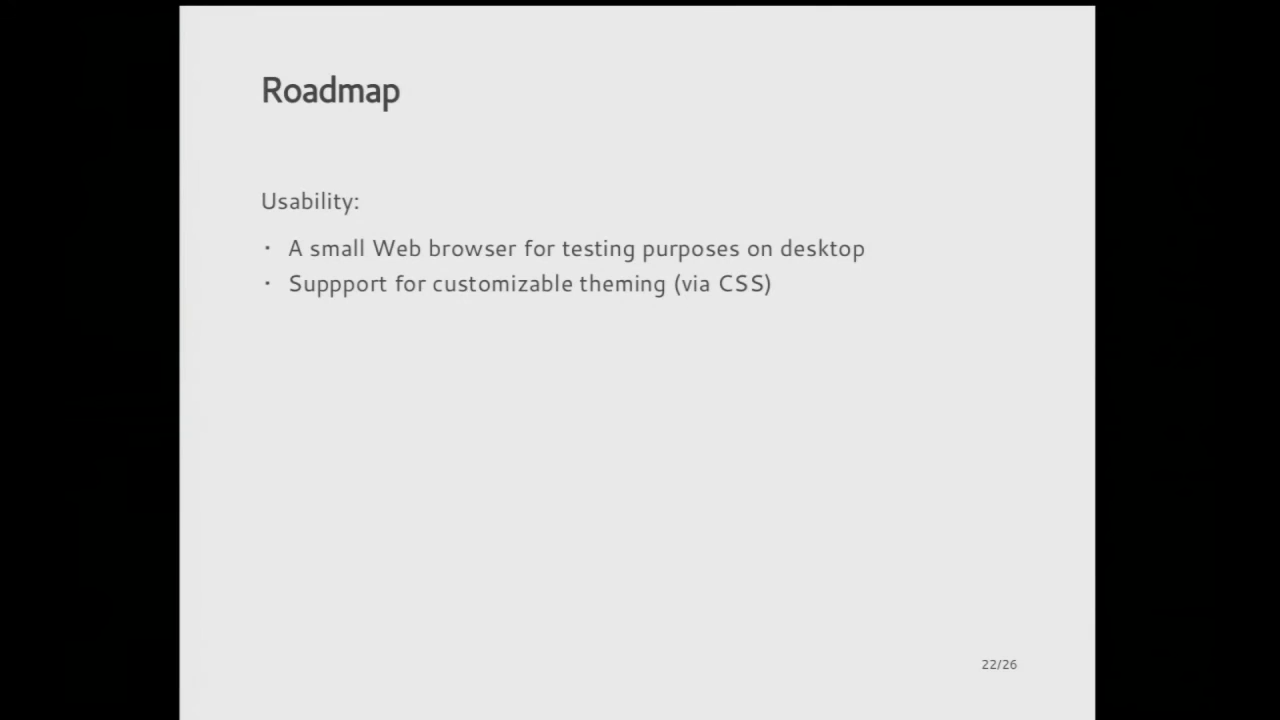 Roadmap
Usability:
· A small Web browser for testing purposes on desktop
· Suppport for customizable theming (via CSS)
22/26